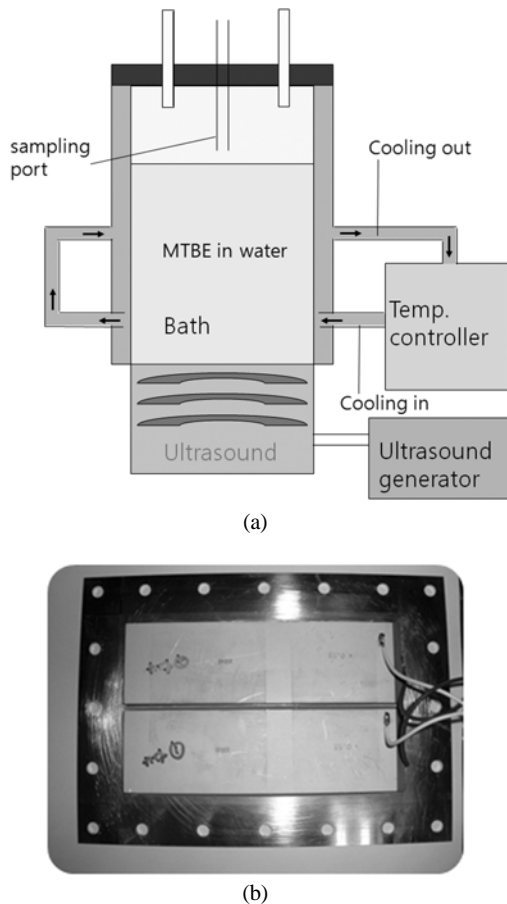 sampling
port
Cooling out
MTBE in water
Temp.
controller
Bath
Cooling in
Ultrasound
Ultrasound
generator
(a)
(b)